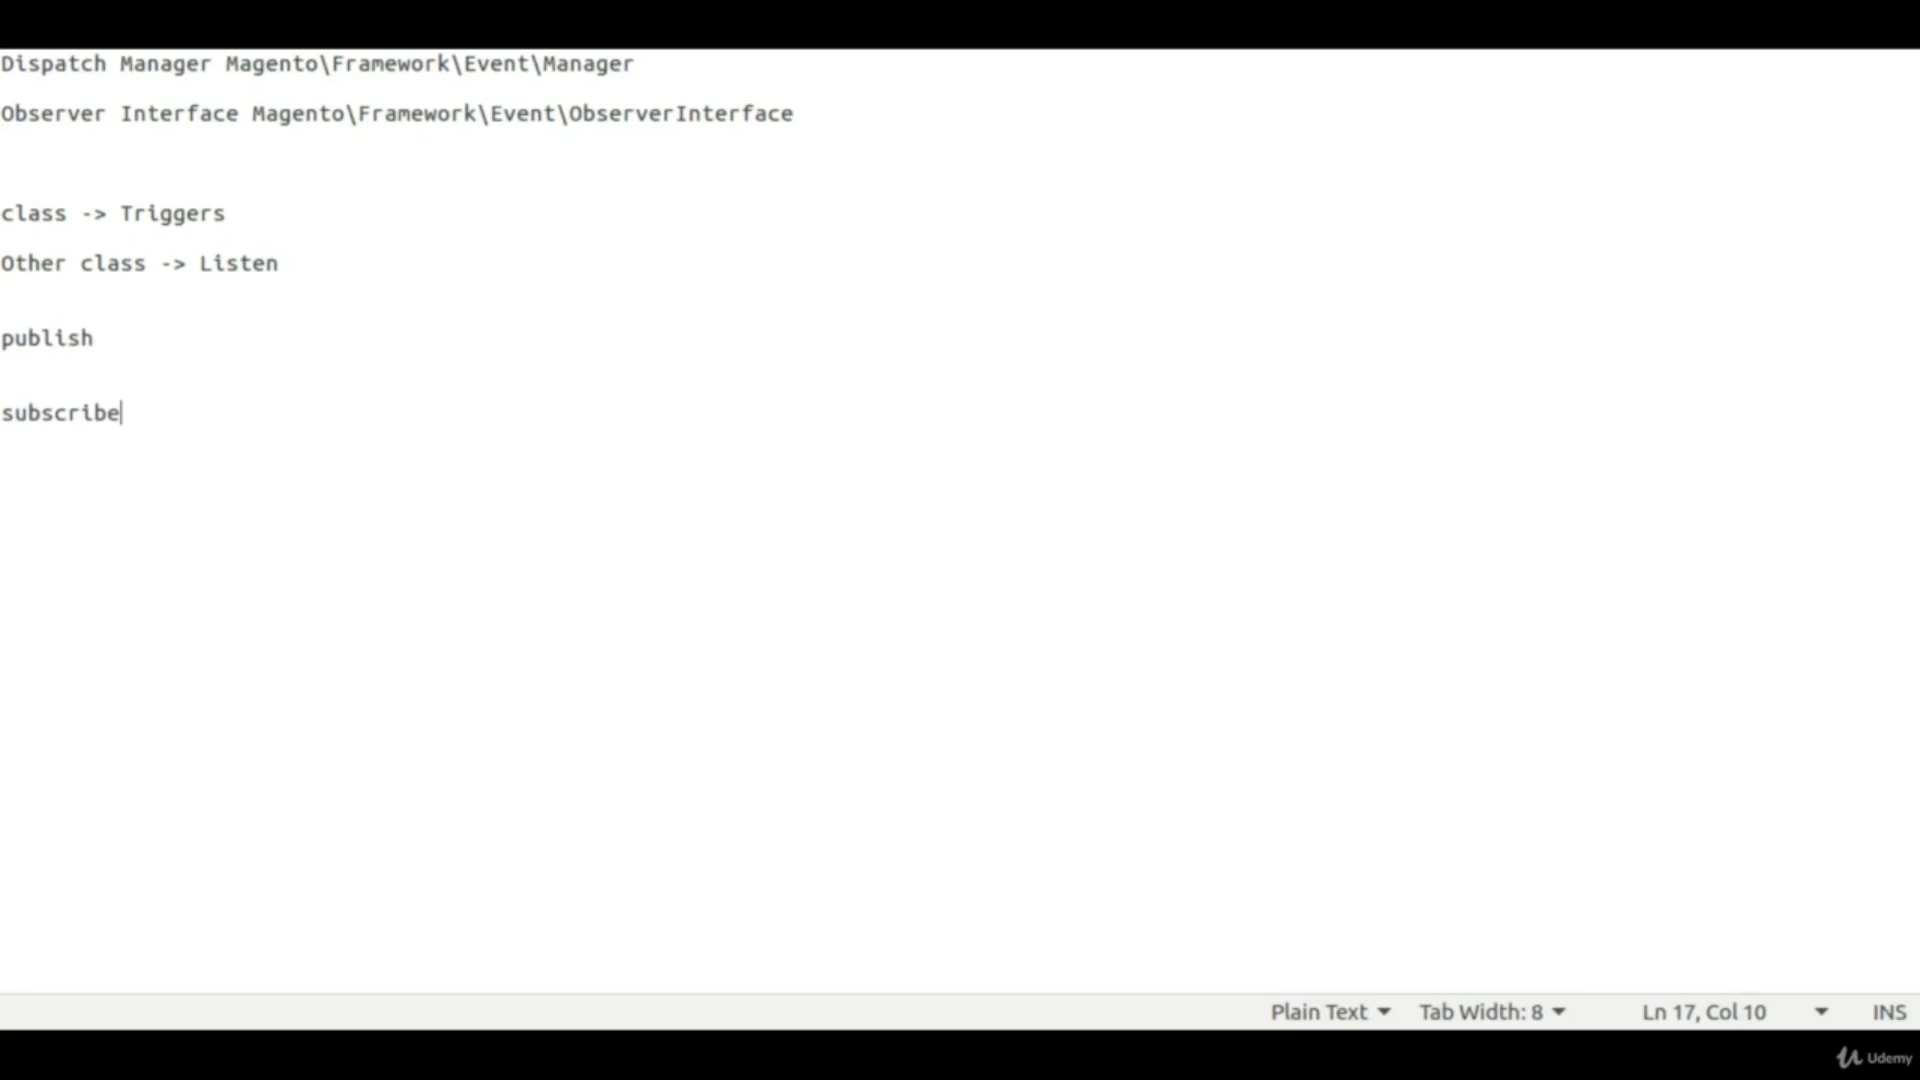 Dispatch Manager Magento\Framework\Event\Manager
Observer Interface Magento\Framework\Event\ObserverInterface
class -> Triggers
Other class -> Listen
publish
subscribe
Plain Text Tab Width: 8 Ln 17, Col 10 INS
Udemy